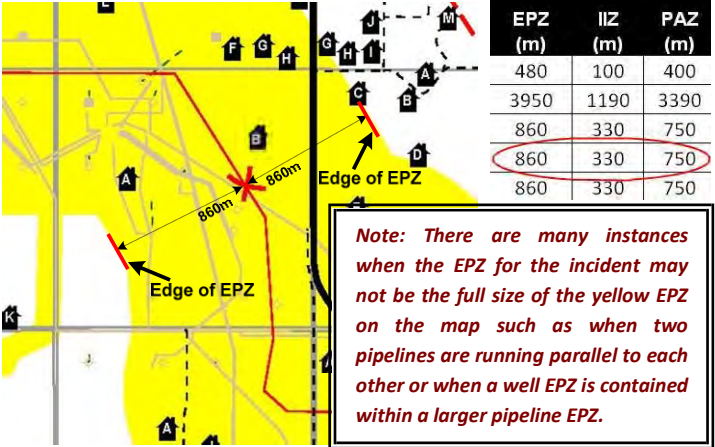 E
J
M
F
G
H
G
H
I
A
C
B
B
D
A
860m
860m
Edge of EPZ
Edge of EPZ
K
A
EPZ IIZ PAZ
(m) (m) (m)
480 100 400
3950 1190 3390
860 330 750
860 330 750
860 330 750
Note: There are many instances
when the EPZ for the incident may
not be the full size of the yellow EPZ
on the map such as when two
pipelines are running parallel to each
other or when a well EPZ is contained
within a larger pipeline EPZ.